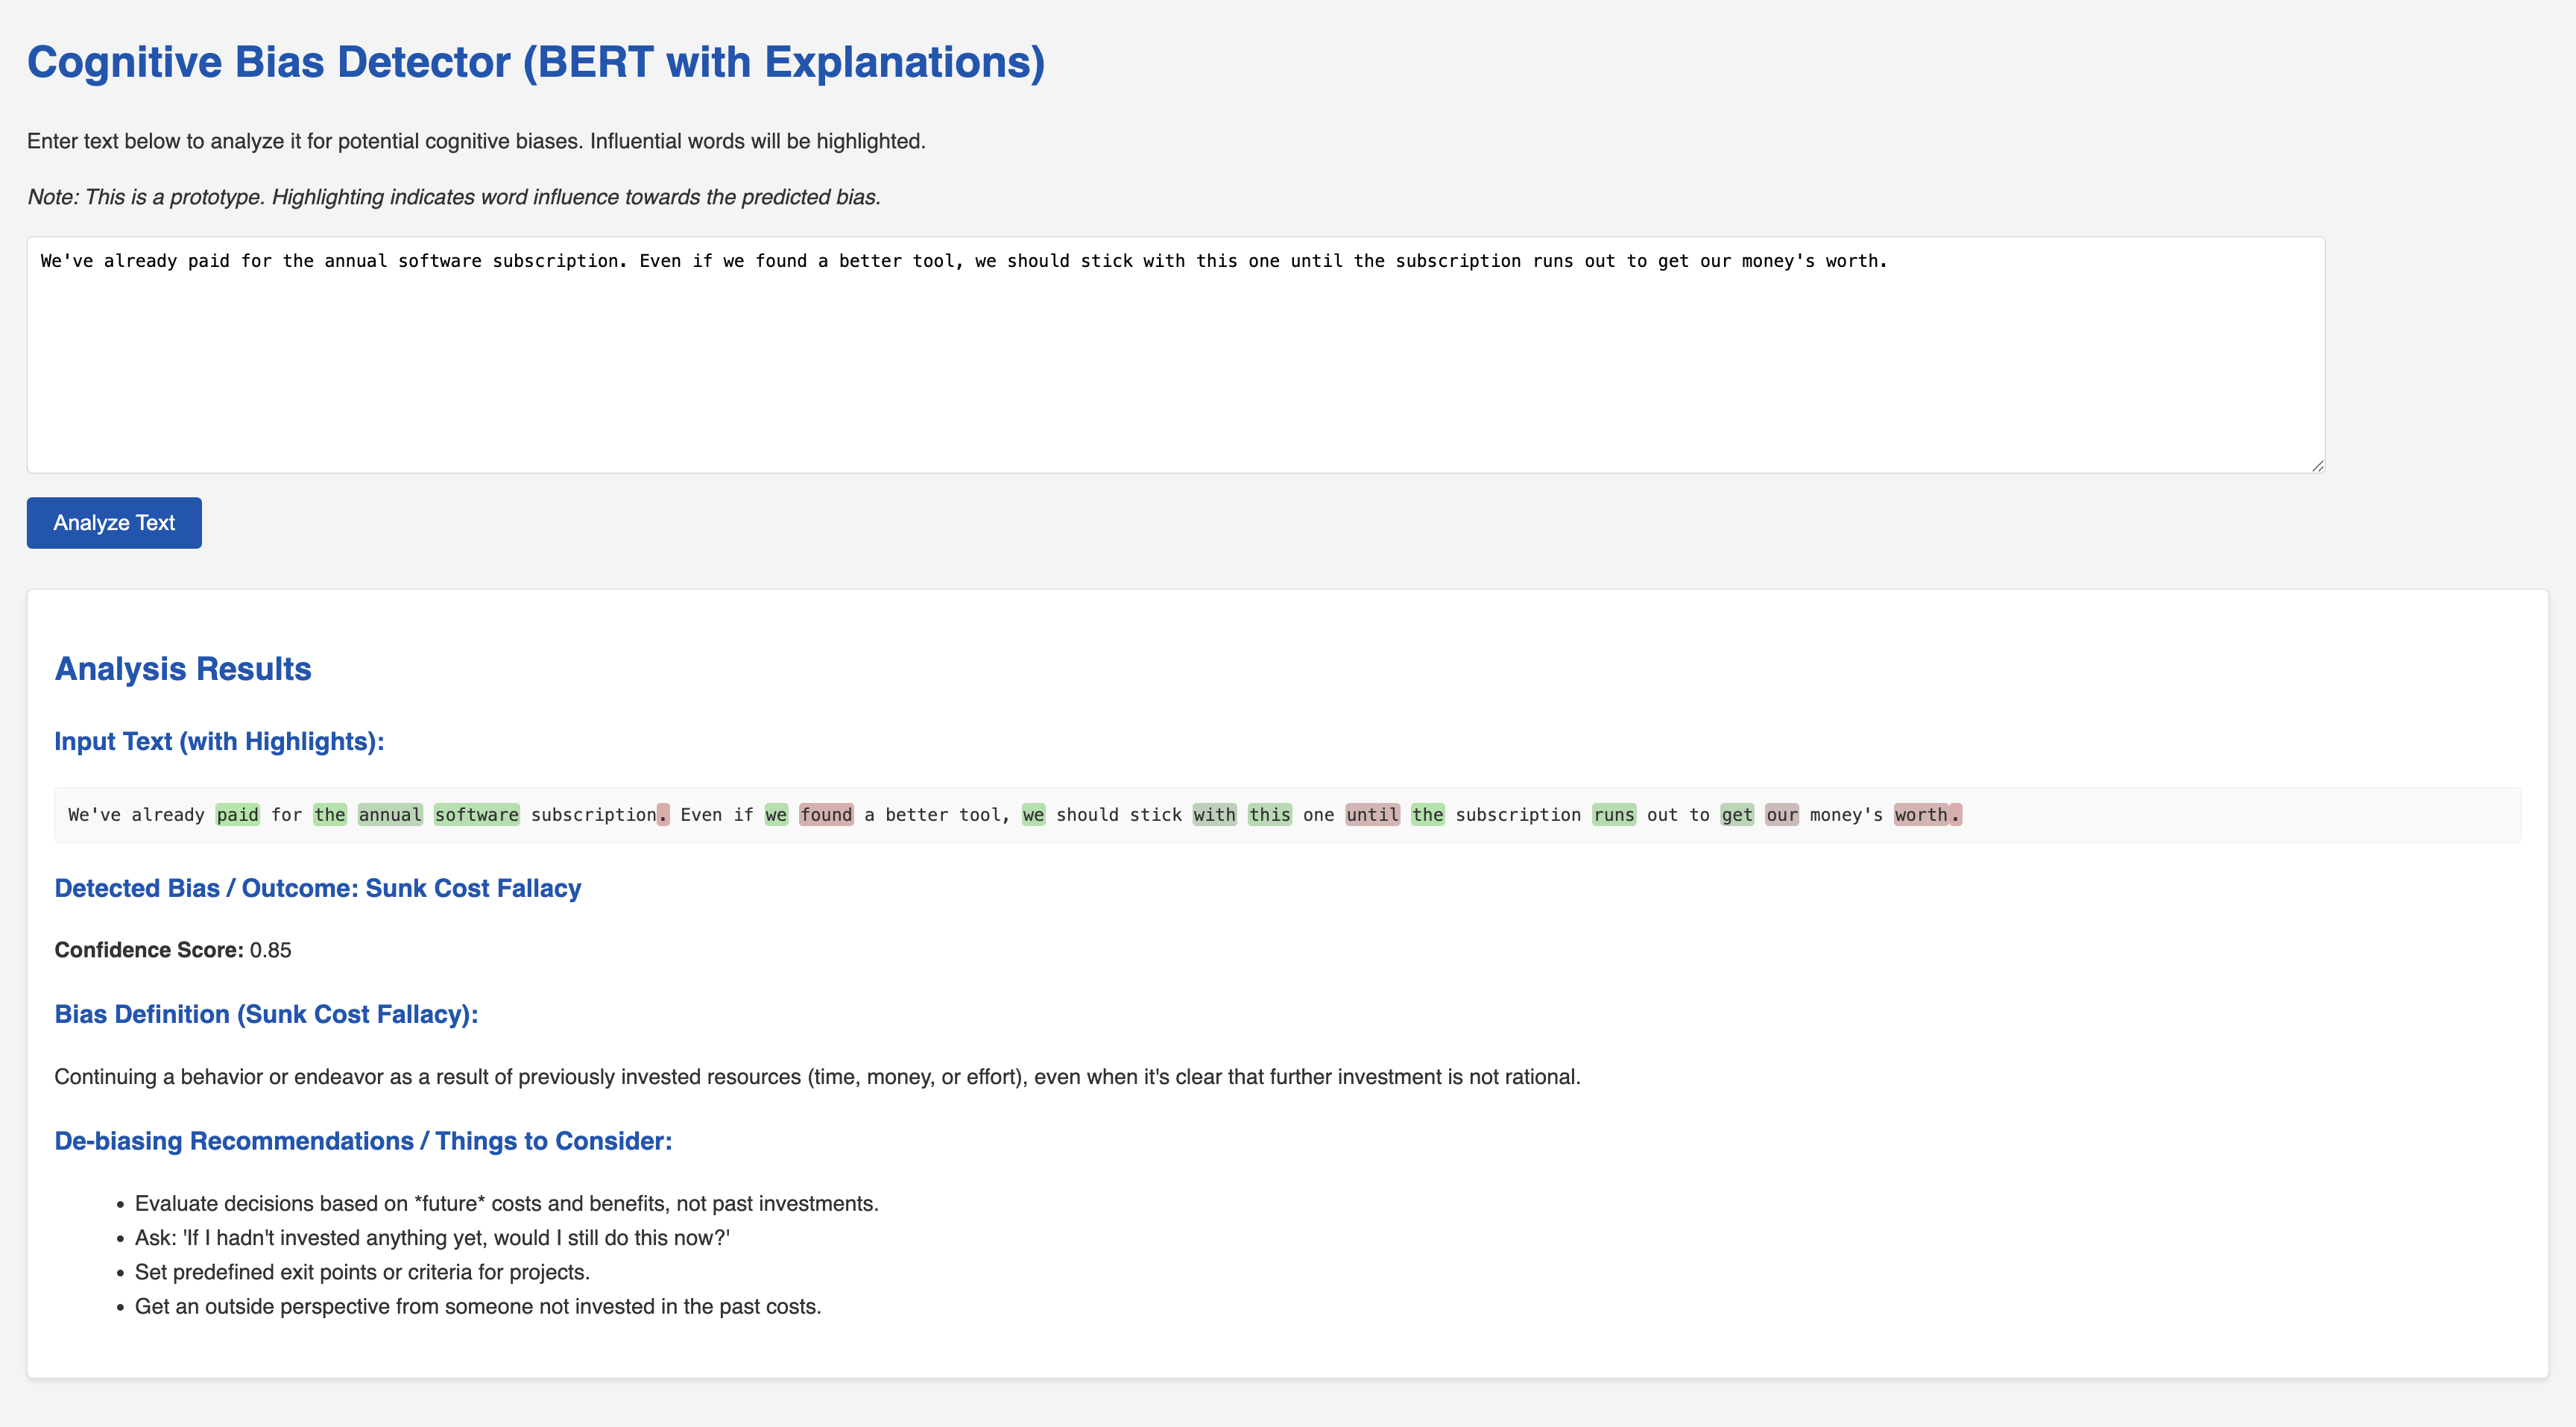 Cognitive Bias Detector (BERT with Explanations)
Enter text below to analyze it for potential cognitive biases. Influential words will be highlighted.
Note: This is a prototype. Highlighting indicates word influence towards the predicted bias.
We've already paid for the annual software subscription. Even if we found a better tool, we should stick with this one until the subscription runs out to get our money's worth.
Analyze Text
Analysis Results
Input Text (with Highlights):
We've already paid for the annual software subscription. Even if we found a better tool, we should stick with this one until the subscription runs out to get our money's worth.
Detected Bias / Outcome: Sunk Cost Fallacy
Confidence Score: 0.85
Bias Definition (Sunk Cost Fallacy):
Continuing a behavior or endeavor as a result of previously invested resources (time, money, or effort), even when it's clear that further investment is not rational.
De-biasing Recommendations / Things to Consider:
• Evaluate decisions based on *future* costs and benefits, not past investments.
• Ask: 'If I hadn't invested anything yet, would I still do this now?'
• Set predefined exit points or criteria for projects.
• Get an outside perspective from someone not invested in the past costs.